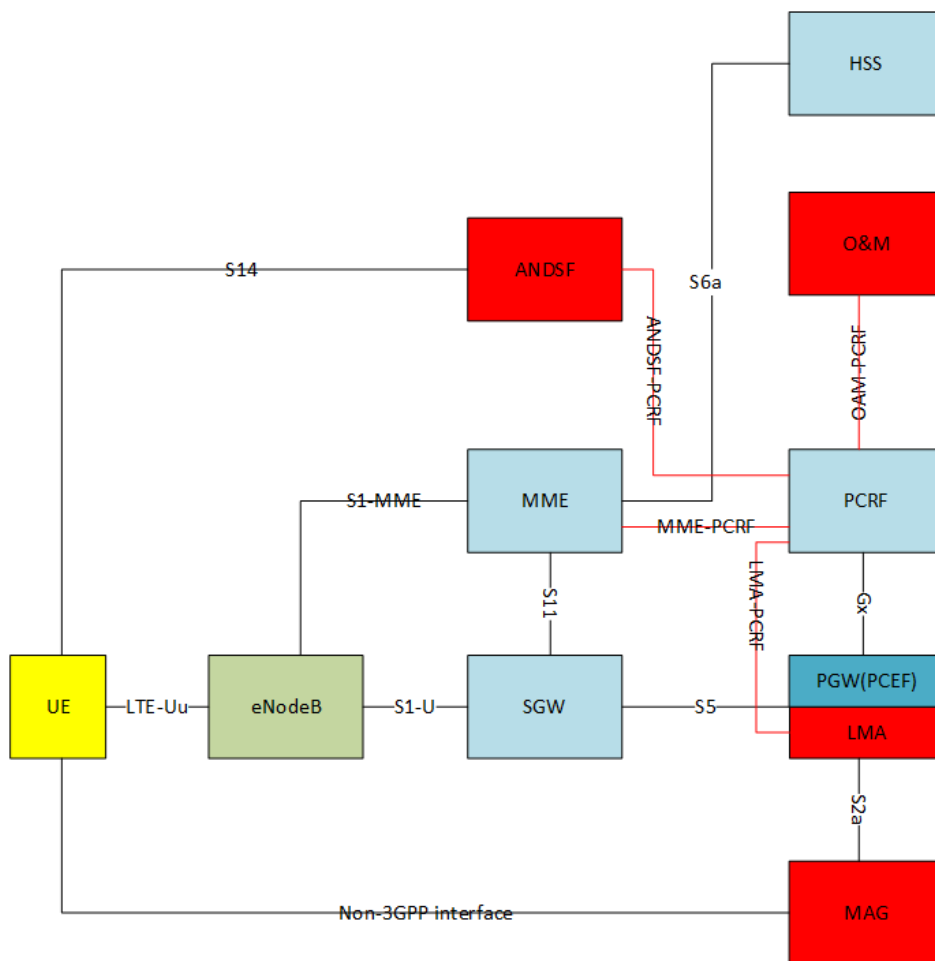 HSS
O&M
S14
ANDSF
S6a
ANDSF-PCRF
OAM-PCRF
S1-MME
MME
MME-PCRF
PCRF
S11
LMA-PCRF
Gx
UE
LTE-Uu
eNodeB
S1-U
SGW
S5
PGW(PCEF)
LMA
S2a
Non-3GPP interface
MAG